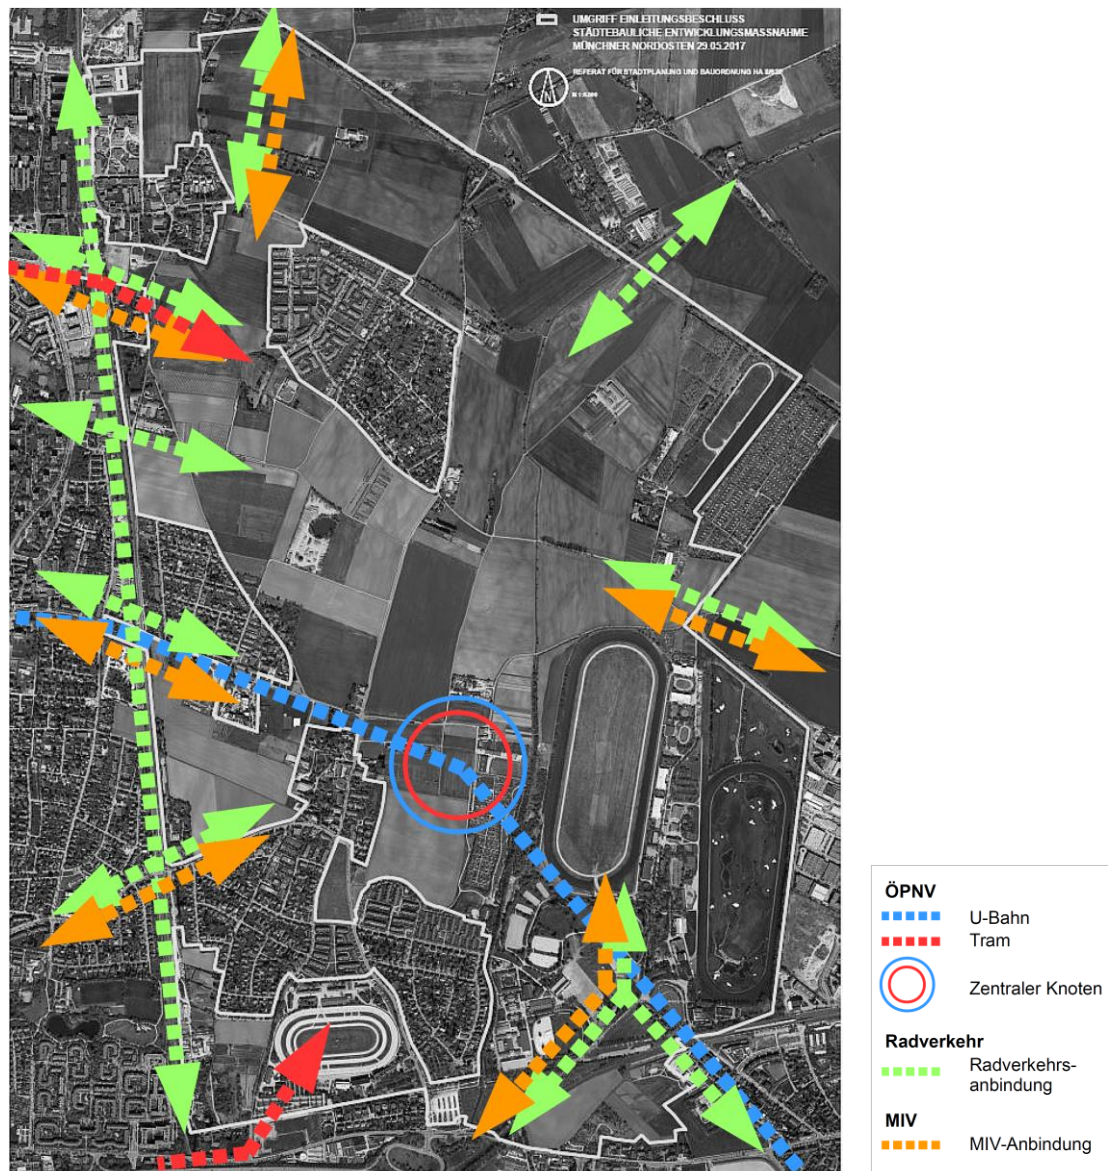 UMGRIFF EINLEITUNGSBESCHLUSS
STÄDTEBAULICHE ENTWICKLUNGSMASSNAHME
MÜNCHNER NORDOSTEN 29.05.2017
REFERAT FÜR STADTPLANUNG UND BAUORDNUNG HA
N
ÖPNV
U-Bahn
Tram
Zentraler Knoten
Radverkehr
Radverkehrs-
anbindung
MIV
MIV-Anbindung